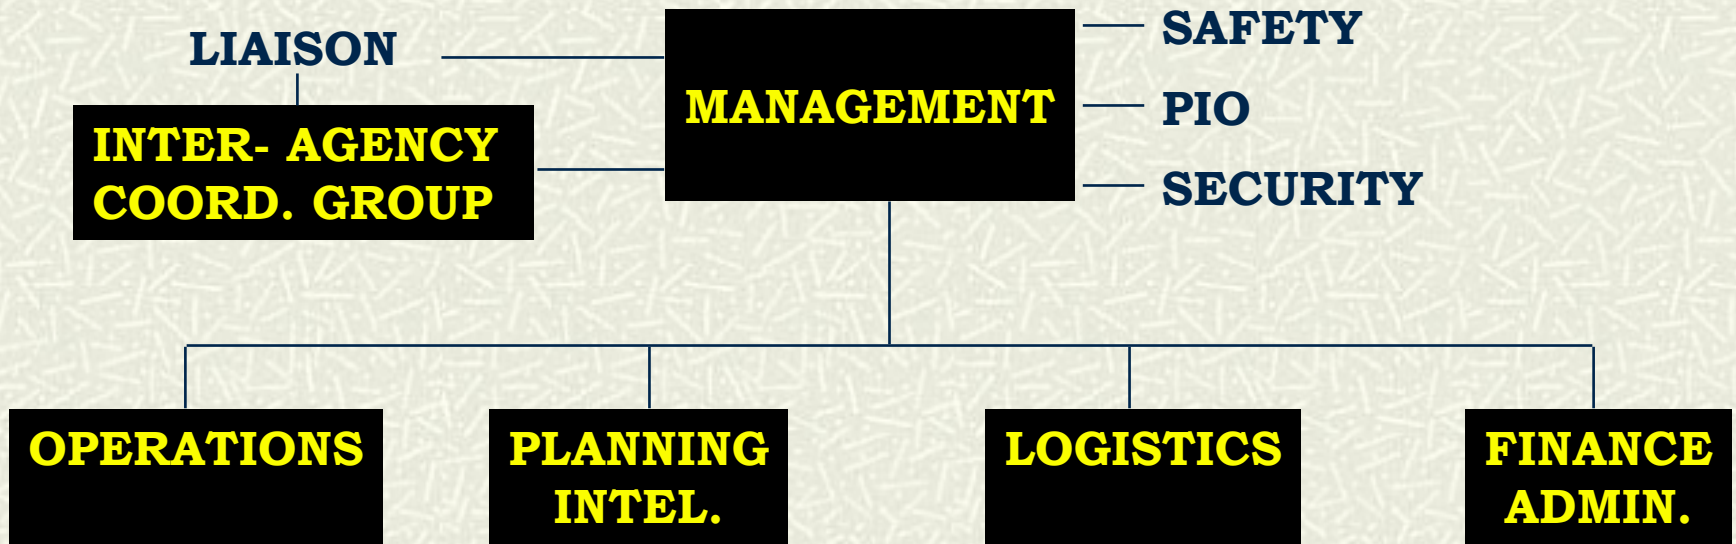 LIAISON
INTER- AGENCY
COORD. GROUP
MANAGEMENT
SAFETY
PIO
SECURITY
OPERATIONS
PLANNING
INTEL.
LOGISTICS
FINANCE
ADMIN.